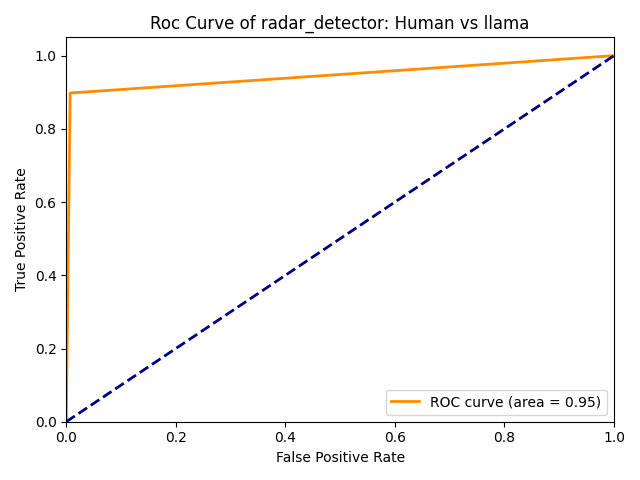 Roc Curve of radar_detector: Human vs llama
1.0
0.8
0.6
0.4
0.2
0.0
True Positive Rate
0.0 0.2 0.4 0.6 0.8 1.0
False Positive Rate
ROC curve (area = 0.95)